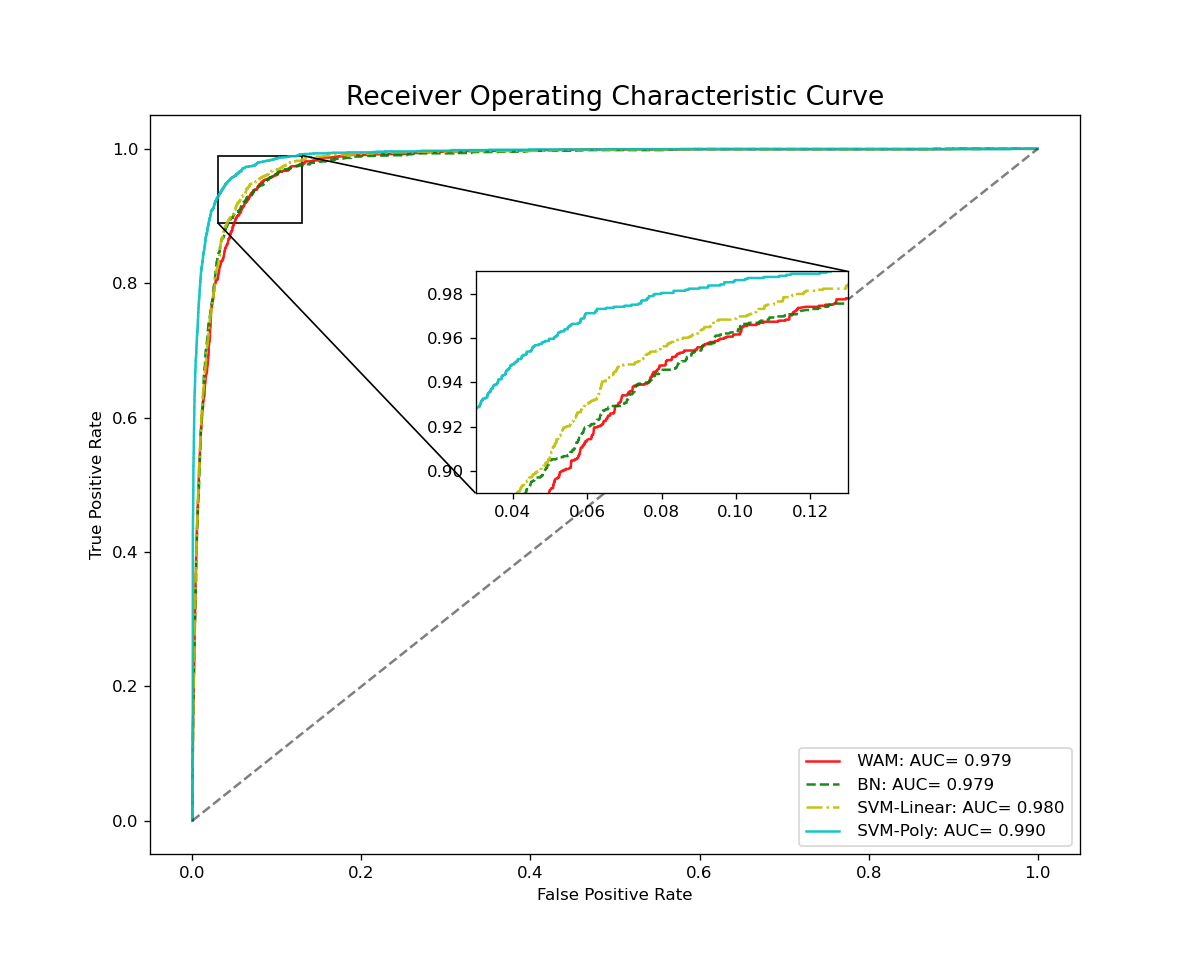 Receiver Operating Characteristic Curve
True Positive Rate
1.0
0.8
0.6
0.4
0.2
0.0
0.98
0.96
0.94
0.92
0.90
0.04 0.06 0.08 0.10 0.12
WAM: AUC= 0.979
BN: AUC= 0.979
SVM-Linear: AUC= 0.980
SVM-Poly: AUC= 0.990
0.0 0.2 0.4 0.6 0.8 1.0
False Positive Rate